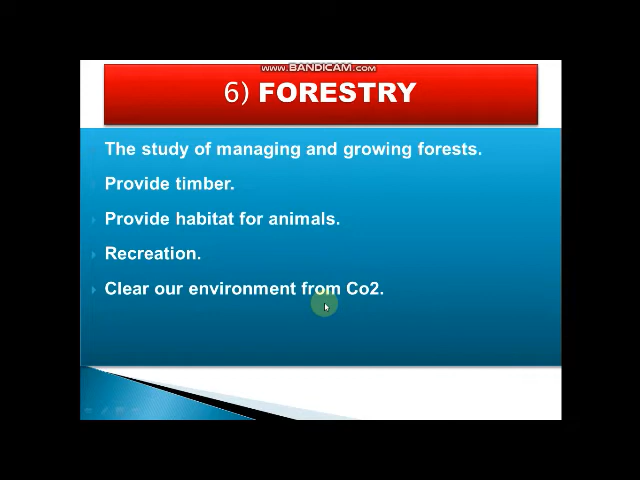 www.BANDICAM.com
6) FORESTRY
The study of managing and growing forests.
Provide timber.
Provide habitat for animals.
Recreation.
Clear our environment from Co2.